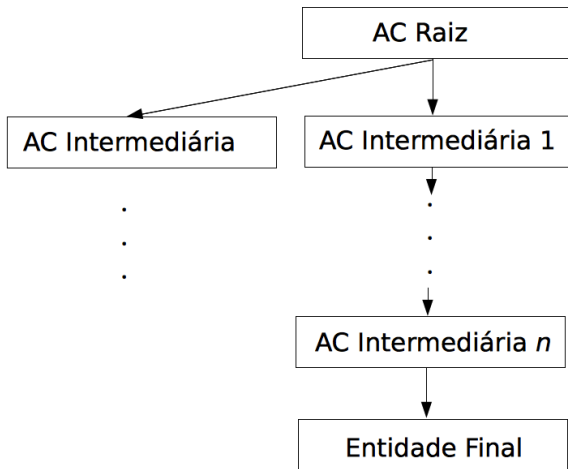 AC Raiz
AC Intermediária
AC Intermediária 1
AC Intermediária n
Entidade Final